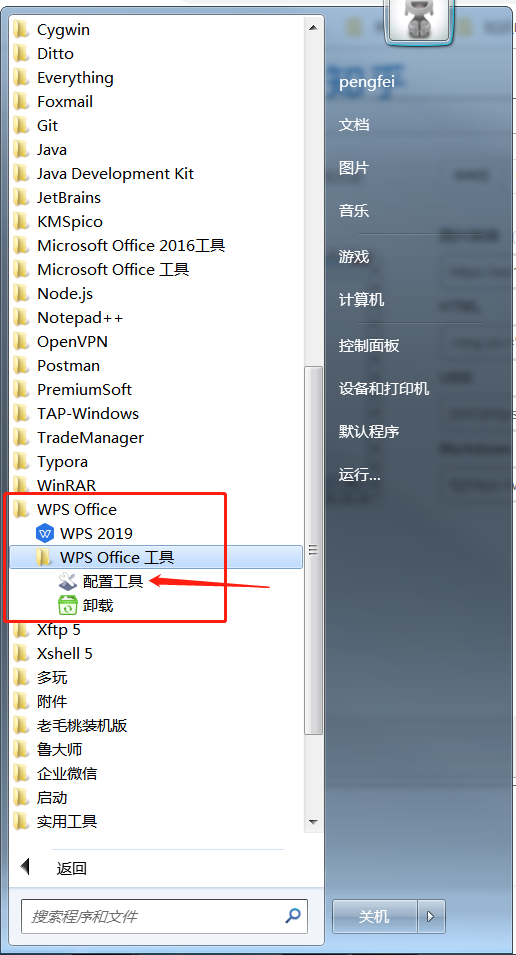 Cygwin
Ditto
Everything
Foxmail
Git
Java
Java Development Kit
JetBrains
KMSpico
Microsoft Office 2016工具
Microsoft Office 工具
Node.js
Notepad++
OpenVPN
Postman
PremiumSoft
TAP-Windows
TradeManager
Typora
WinRAR
WPS Office
WPS 2019
WPS Office 工具
配置工具
卸载
Xftp 5
Xshell 5
多玩
附件
老毛桃装机版
鲁大师
企业微信
启动
实用工具
返回
搜索程序和文件
pengfei
文档
图片
音乐
游戏
计算机
控制面板
设备和打印机
默认程序
运行...
关机